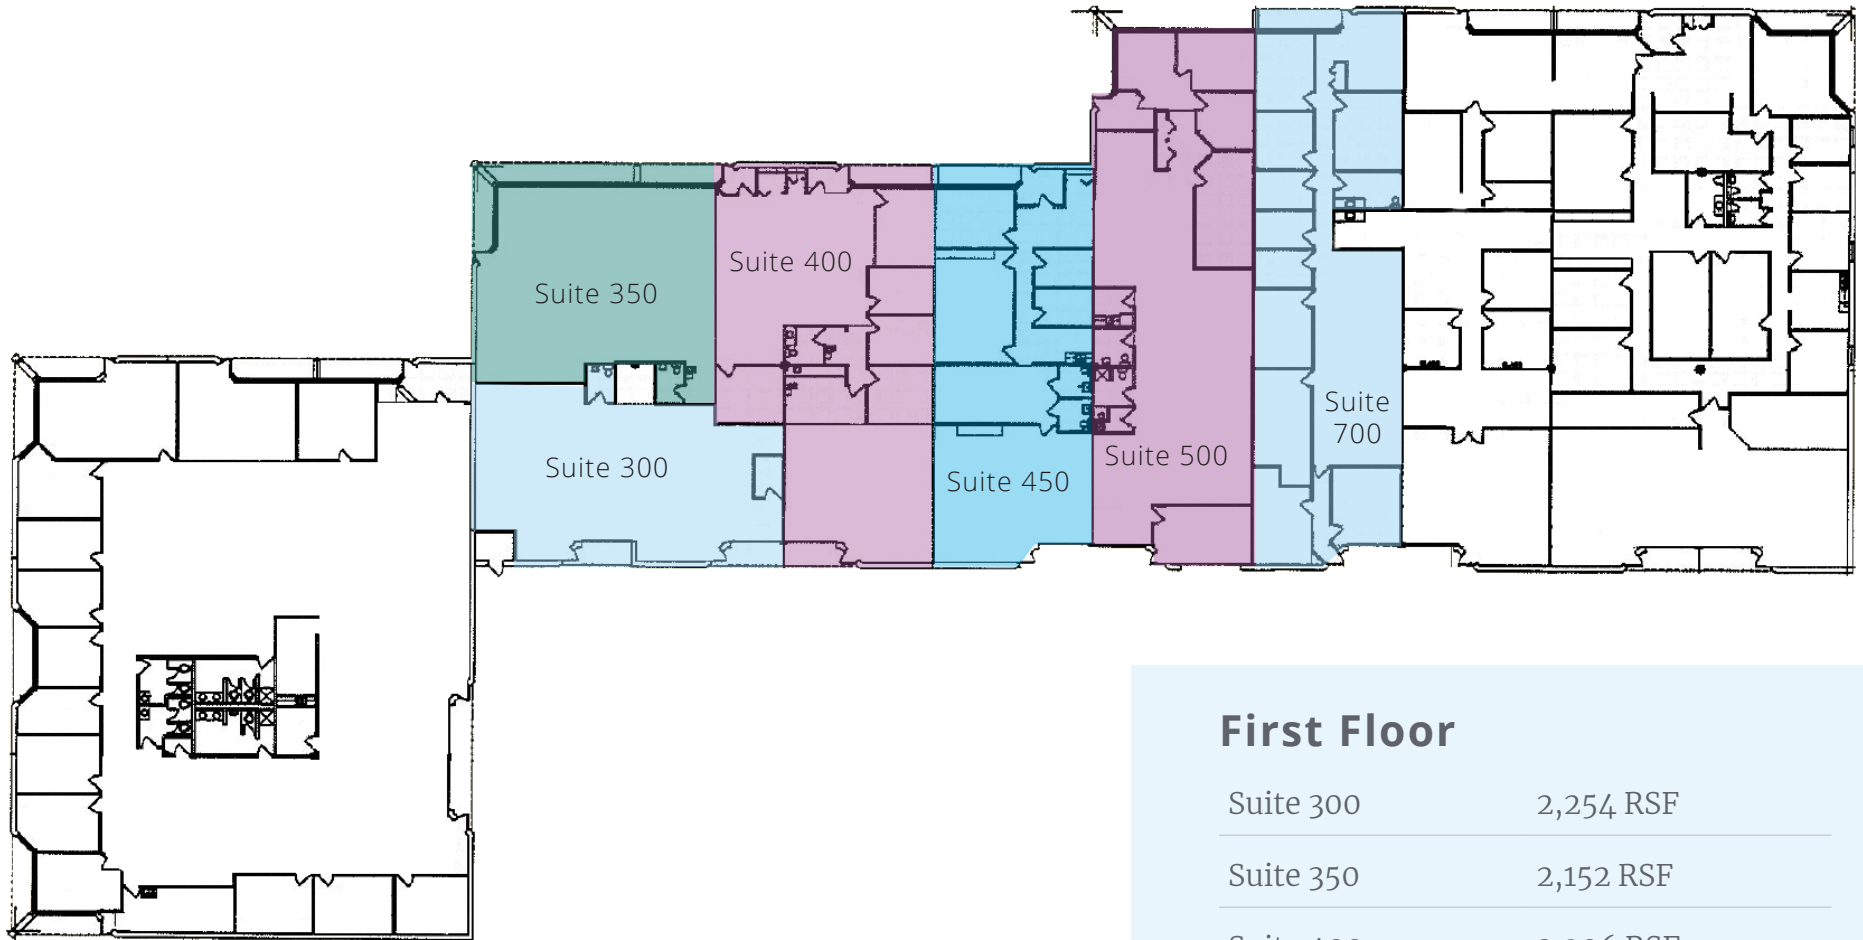 Suite 350
Suite 400
Suite 300
Suite 450
Suite 500
Suite
700
First Floor
Suite 300 2,254 RSF
Suite 350 2,152 RSF